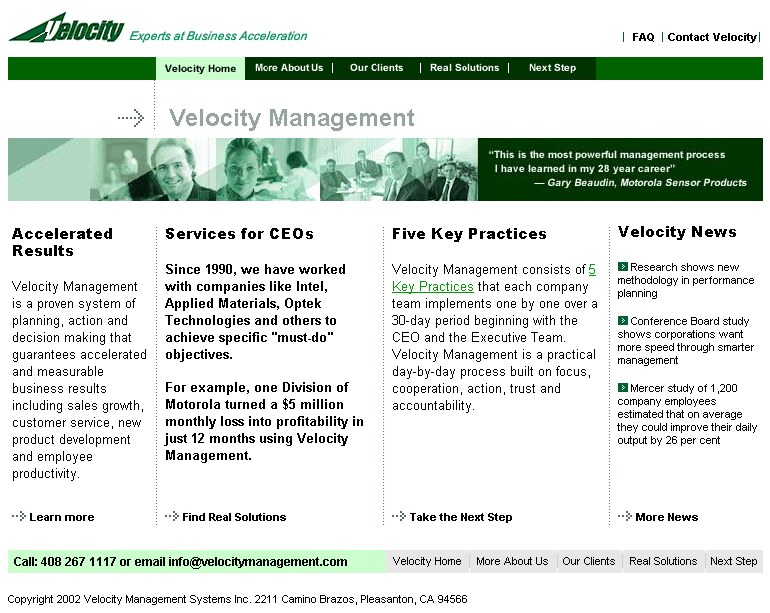 Velocity Experts at Business Acceleration
| FAQ | Contact Velocity |
Velocity Home More About Us | Our Clients | Real Solutions | Next Step
Velocity Management
“This is the most powerful management process
I have learned in my 28 year career”
— Gary Beaudin, Motorola Sensor Products
Accelerated
Results
Velocity Management
is a proven system of
planning, action and
decision making that
guarantees accelerated
and measurable
business results
including sales growth,
customer service, new
product development
and employee
productivity.
Learn more
Services for CEOs
Since 1990, we have worked
with companies like Intel,
Applied Materials, Optek
Technologies and others to
achieve specific "must-do"
objectives.
For example, one Division of
Motorola turned a $5 million
monthly loss into profitability in
just 12 months using Velocity
Management.
Find Real Solutions
Five Key Practices
Velocity Management consists of 5
Key Practices that each company
team implements one by one over a
30-day period beginning with the
CEO and the Executive Team.
Velocity Management is a practical
day-by-day process built on focus,
cooperation, action, trust and
accountability.
Take the Next Step
Velocity News
Research shows new
methodology in performance
planning
Conference Board study
shows corporations want
more speed through smarter
management
Mercer study of 1,200
company employees
estimated that on average
they could improve their daily
output by 26 per cent
More News
Call: 408 267 1117 or email info@velocitymanagement.com
Velocity Home | More About Us | Our Clients | Real Solutions | Next Step
Copyright 2002 Velocity Management Systems Inc. 2211 Camino Brazos, Pleasanton, CA 94566